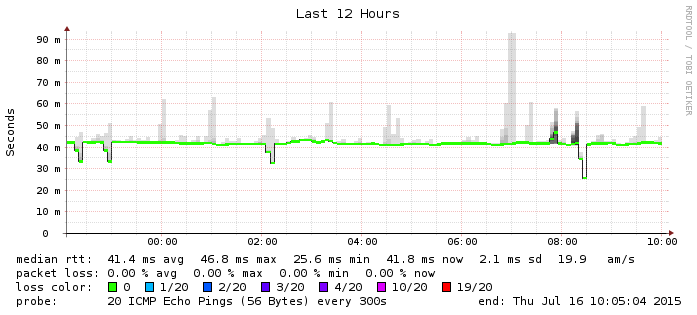 Last 12 Hours
RRDTOOL / TOBI OETIKER
Seconds
90 m
80 m
70 m
60 m
50 m
40 m
30 m
20 m
10 m
0
00:00 02:00 04:00 06:00 08:00 10:00
median rtt: 41.4 ms avg 46.8 ms max 25.6 ms min 41.8 ms now 2.1 ms sd 19.9 am/s
packet loss: 0.00 % avg 0.00 % max 0.00 % min 0.00 % now
loss color: 0 1/20 2/20 3/20 4/20 10/20 19/20
probe: 20 ICMP Echo Pings (56 Bytes) every 300s end: Thu Jul 16 10:05:04 2015